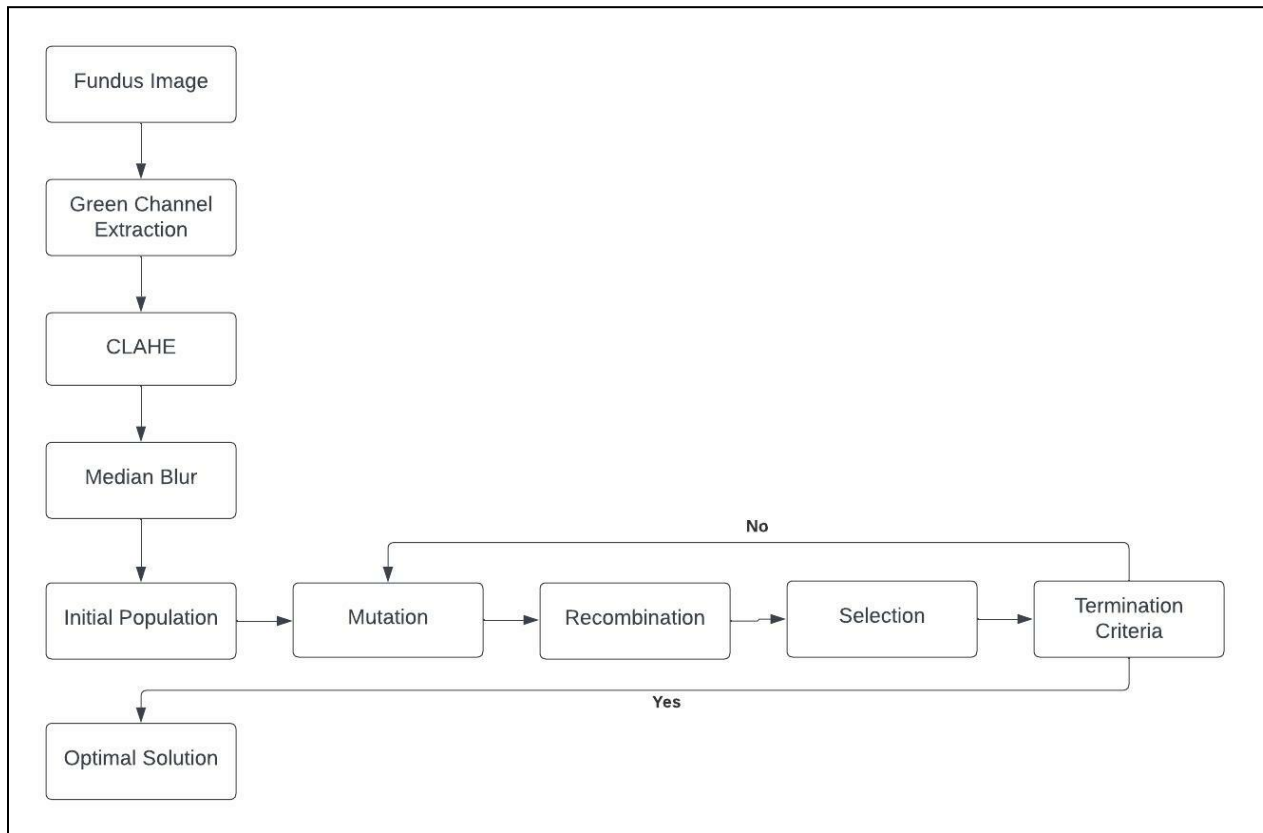 Fundus Image
Green Channel
Extraction
CLAHE
Median Blur
No
Initial Population
Mutation
Recombination
Selection
Termination
Criteria
Yes
Optimal Solution